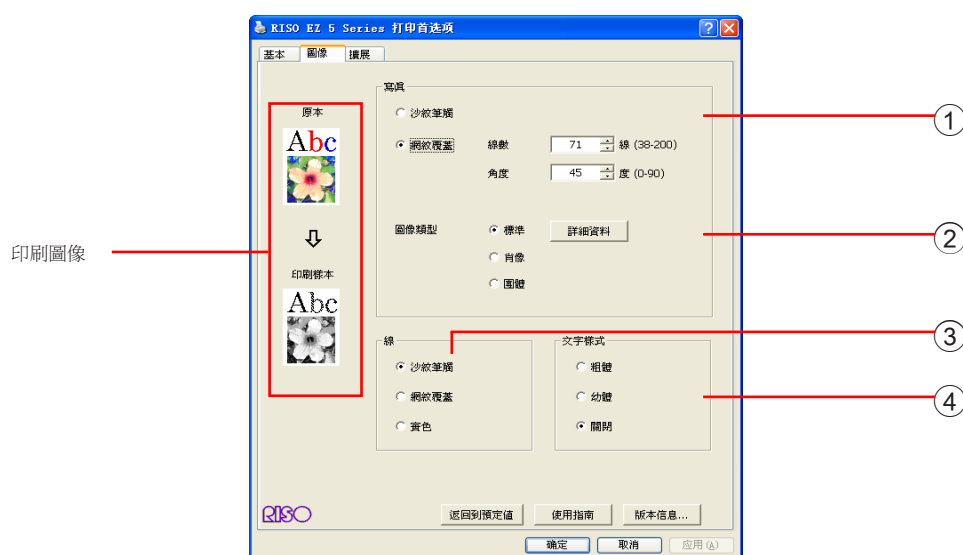 RISO EZ 5 Series 打印首选项
基本 圖像 擴展
原本
Abc
印刷樣本
Abc
印刷圖像
寫真
沙紋筆觸
網紋覆蓋 線數 71 線 (38-200)
角度 45 度 (0-90)
圖像類型 標準 詳細資料
肖像
團體
線
沙紋筆觸
網紋覆蓋
實色
文字樣式
粗體
幼體
關閉
①
②
③
④
RISO
返回到預定値 使用指南 版本信息...
确定 取消 应用(A)